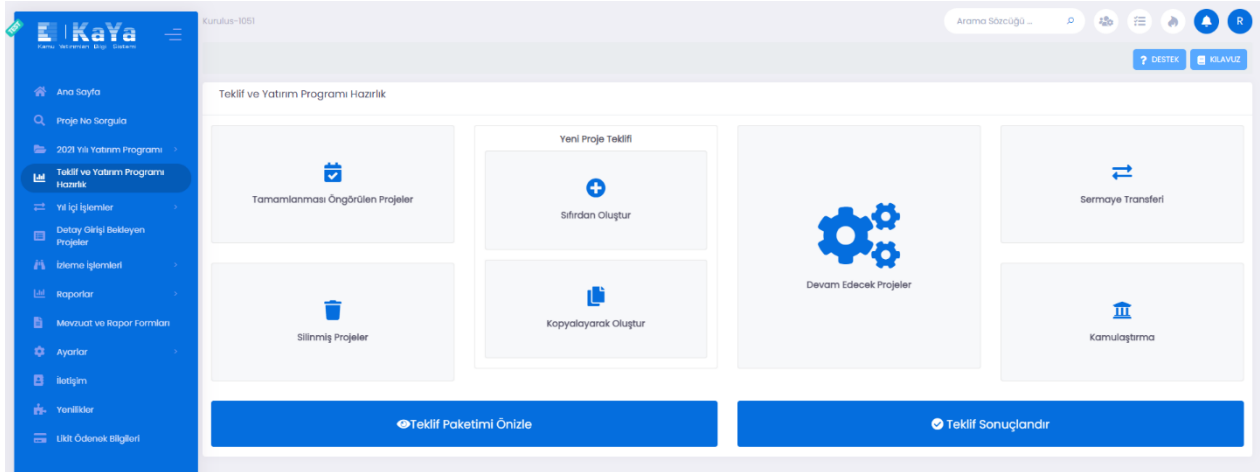 TEST
KaYa
Kamu Yatırımları Bilgi Sistemi
Kurulus-1051
Arama Sözcüğü ...
R
? DESTEK
KILAVUZ
Ana Sayfa
Proje No Sorgula
2021 Yılı Yatırım Programı
Teklif ve Yatırım Programı
Hazırlık
Yıl İçi İşlemler
Detay Girişi Bekleyen
Projeler
İzleme İşlemleri
Raporlar
Mevzuat ve Rapor Formları
Ayarlar
İletişim
Yenilikler
Likit Ödenek Bilgileri
Teklif ve Yatırım Programı Hazırlık
Tamamlanması Öngörülen Projeler
Silinmiş Projeler
Yeni Proje Teklifi
Sıfırdan Oluştur
Kopyalayarak Oluştur
Devam Edecek Projeler
Sermaye Transferi
Kamulaştırma
Teklif Paketimi Önizle
Teklif Sonuçlandır